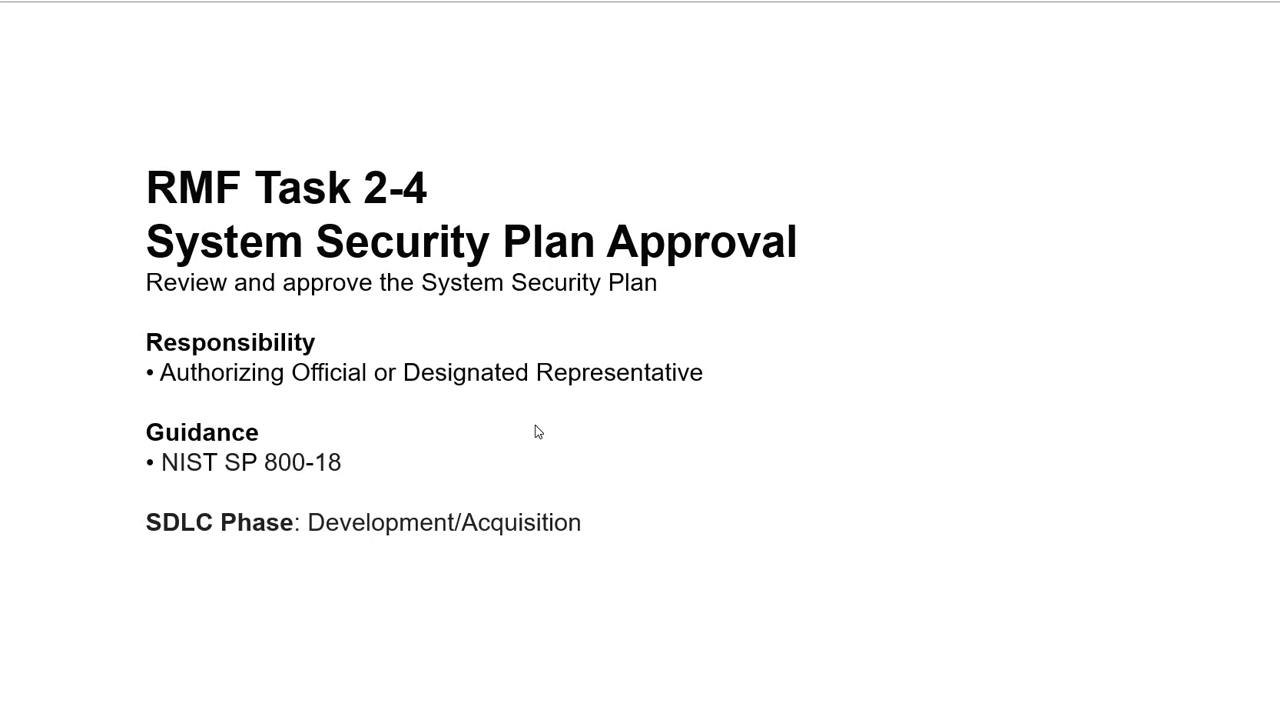 RMF Task 2-4
System Security Plan Approval
Review and approve the System Security Plan
Responsibility
• Authorizing Official or Designated Representative
Guidance
• NIST SP 800-18
SDLC Phase: Development/Acquisition